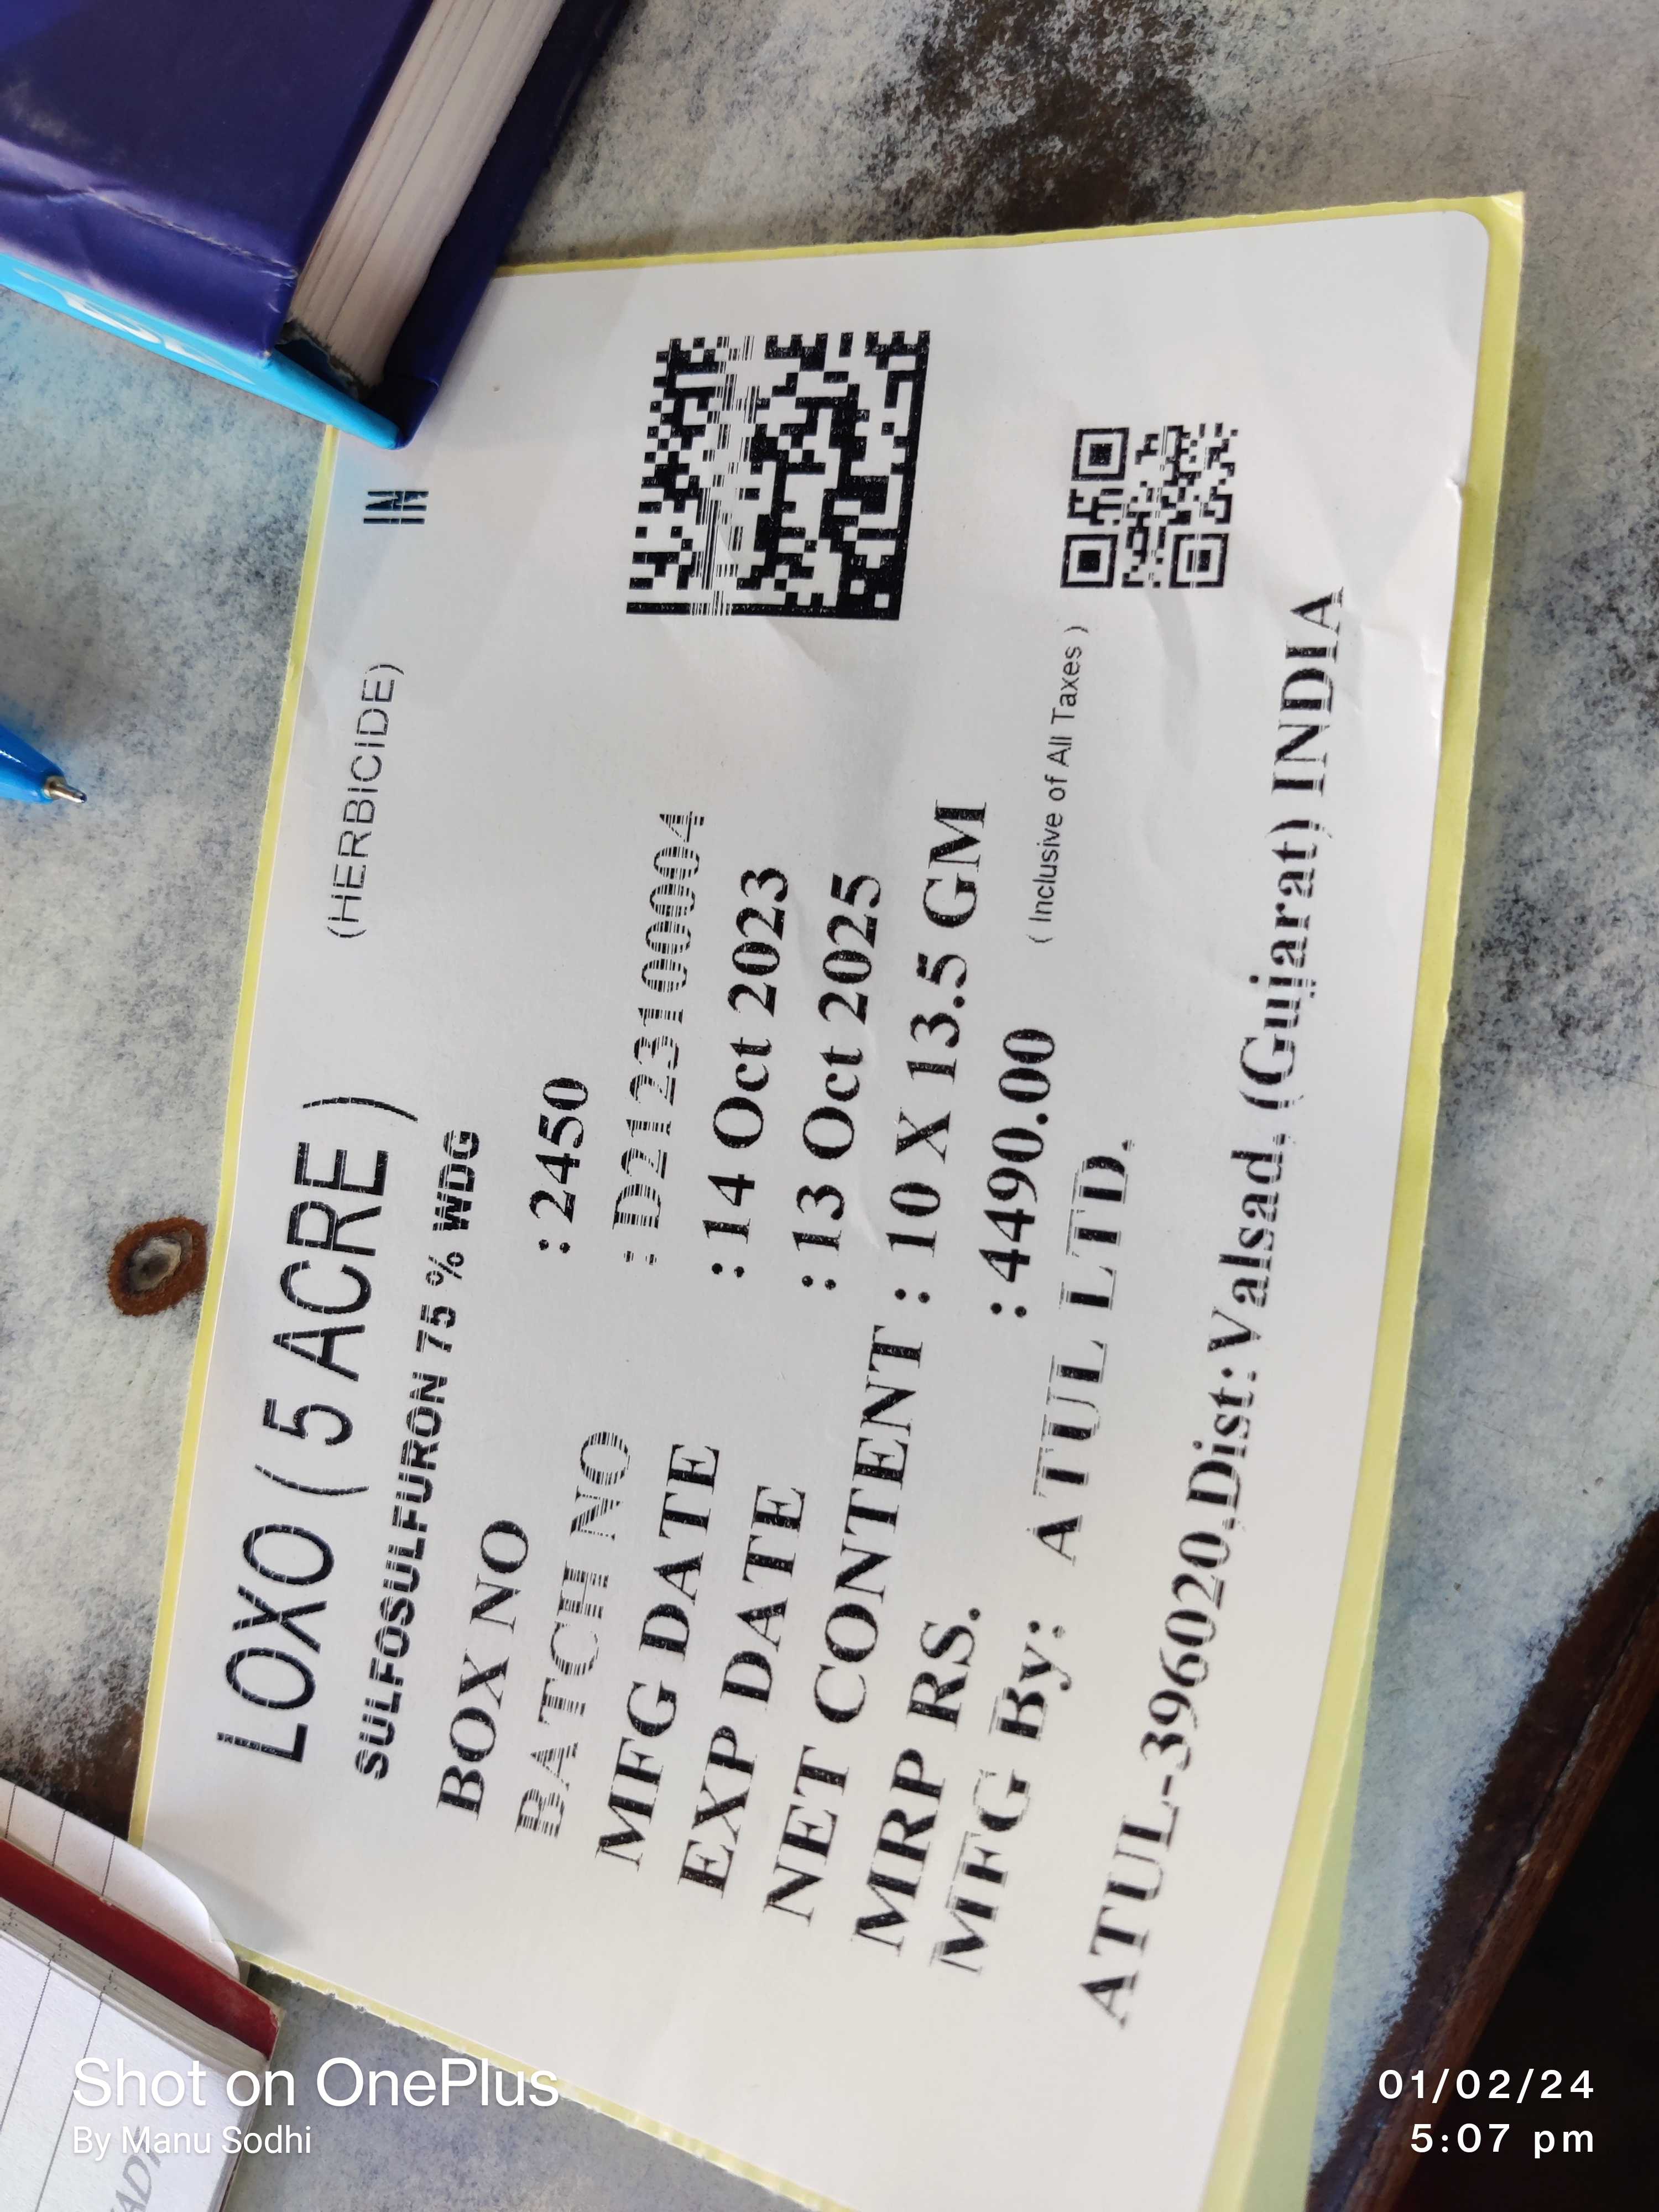 LOXO ( 5 ACRE )
(HERBICIDE)
IN
SULFOSULFURON 75 % WDG
BOX NO : 2450
BATCH NO : D212310004
MFG DATE : 14 Oct 2023
EXP DATE : 13 Oct 2025
NET CONTENT : 10 X 13.5 GM
MRP RS. : 4490.00 ( Inclusive of All Taxes )
MFG By: ATUL LTD.
ATUL-396020,Dist:Valsad. (Gujarat) INDIA
Shot on OnePlus
By Manu Sodhi
01/02/24
5:07 pm